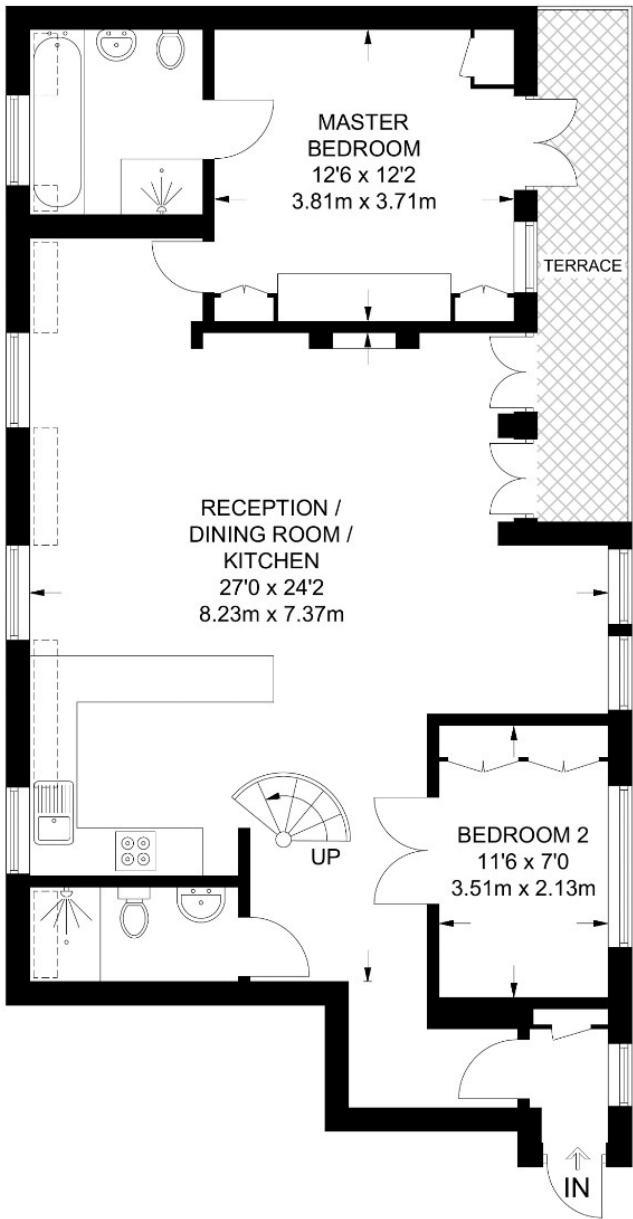 MASTER
BEDROOM
12'6 x 12'2
3.81m x 3.71m
TERRACE
RECEPTION /
DINING ROOM /
KITCHEN
27'0 x 24'2
8.23m x 7.37m
UP
BEDROOM 2
11'6 x 7'0
3.51m x 2.13m
IN